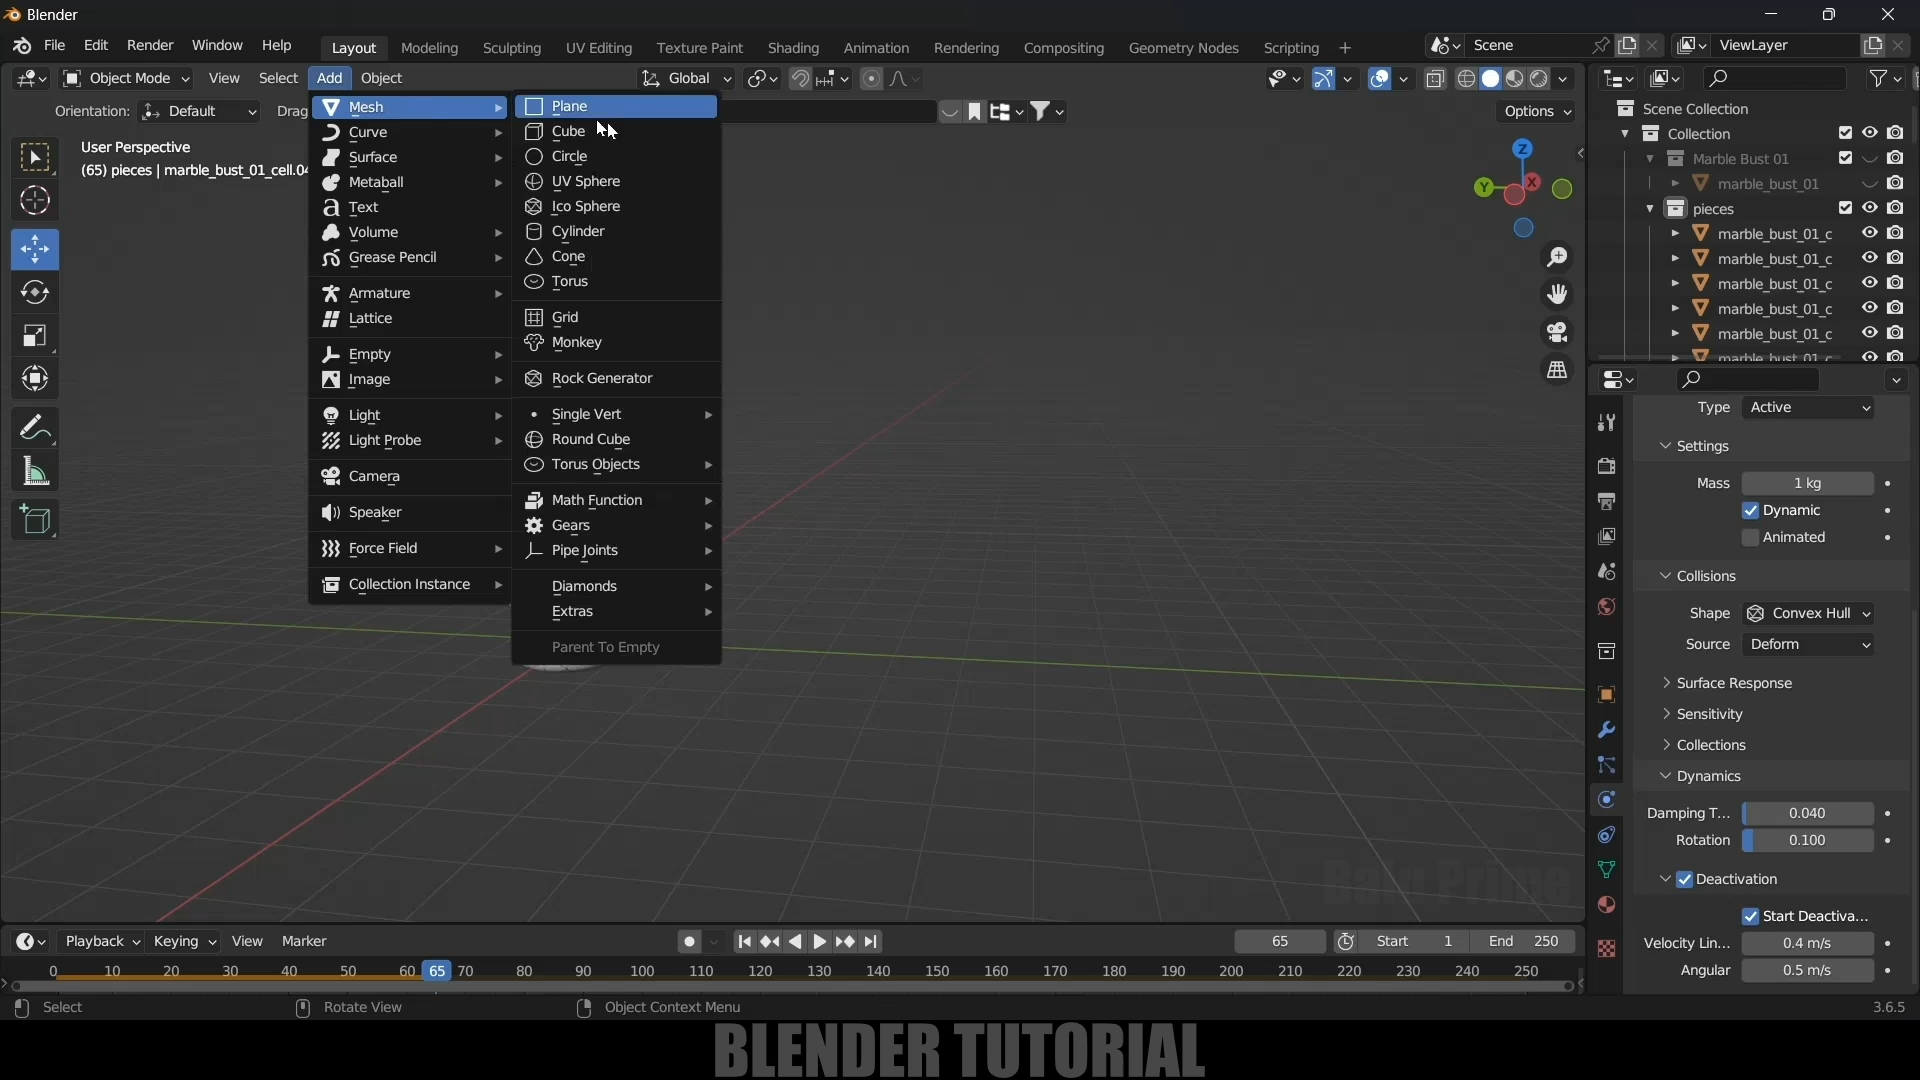 Blender
File Edit Render Window Help
Layout Modeling Sculpting UV Editing Texture Paint Shading Animation Rendering Compositing Geometry Nodes Scripting +
Scene
ViewLayer
Object Mode View Select Add Object
Global
Orientation: Default Drag
Options
User Perspective
(65) pieces | marble_bust_01_cell.0
Mesh
Curve
Surface
Metaball
Text
Volume
Grease Pencil
Armature
Lattice
Empty
Image
Light
Light Probe
Camera
Speaker
Force Field
Collection Instance
Plane
Cube
Circle
UV Sphere
Ico Sphere
Cylinder
Cone
Torus
Grid
Monkey
Rock Generator
Single Vert
Round Cube
Torus Objects
Math Function
Gears
Pipe Joints
Diamonds
Extras
Parent To Empty
Z
Y
X
Scene Collection
Collection
Marble Bust 01
marble_bust_01
pieces
marble_bust_01_c
marble_bust_01_c
marble_bust_01_c
marble_bust_01_c
marble_bust_01_c
marble_bust_01_c
Type Active
Settings
Mass 1 kg
Dynamic
Animated
Collisions
Shape Convex Hull
Source Deform
Surface Response
Sensitivity
Collections
Dynamics
Damping T... 0.040
Rotation 0.100
Deactivation
Start Deactiva...
Velocity Lin... 0.4 m/s
Angular 0.5 m/s
Playback Keying View Marker
65 Start 1 End 250
0 10 20 30 40 50 60 65 70 80 90 100 110 120 130 140 150 160 170 180 190 200 210 220 230 240 250
Select Rotate View Object Context Menu
3.6.5
BLENDER TUTORIAL